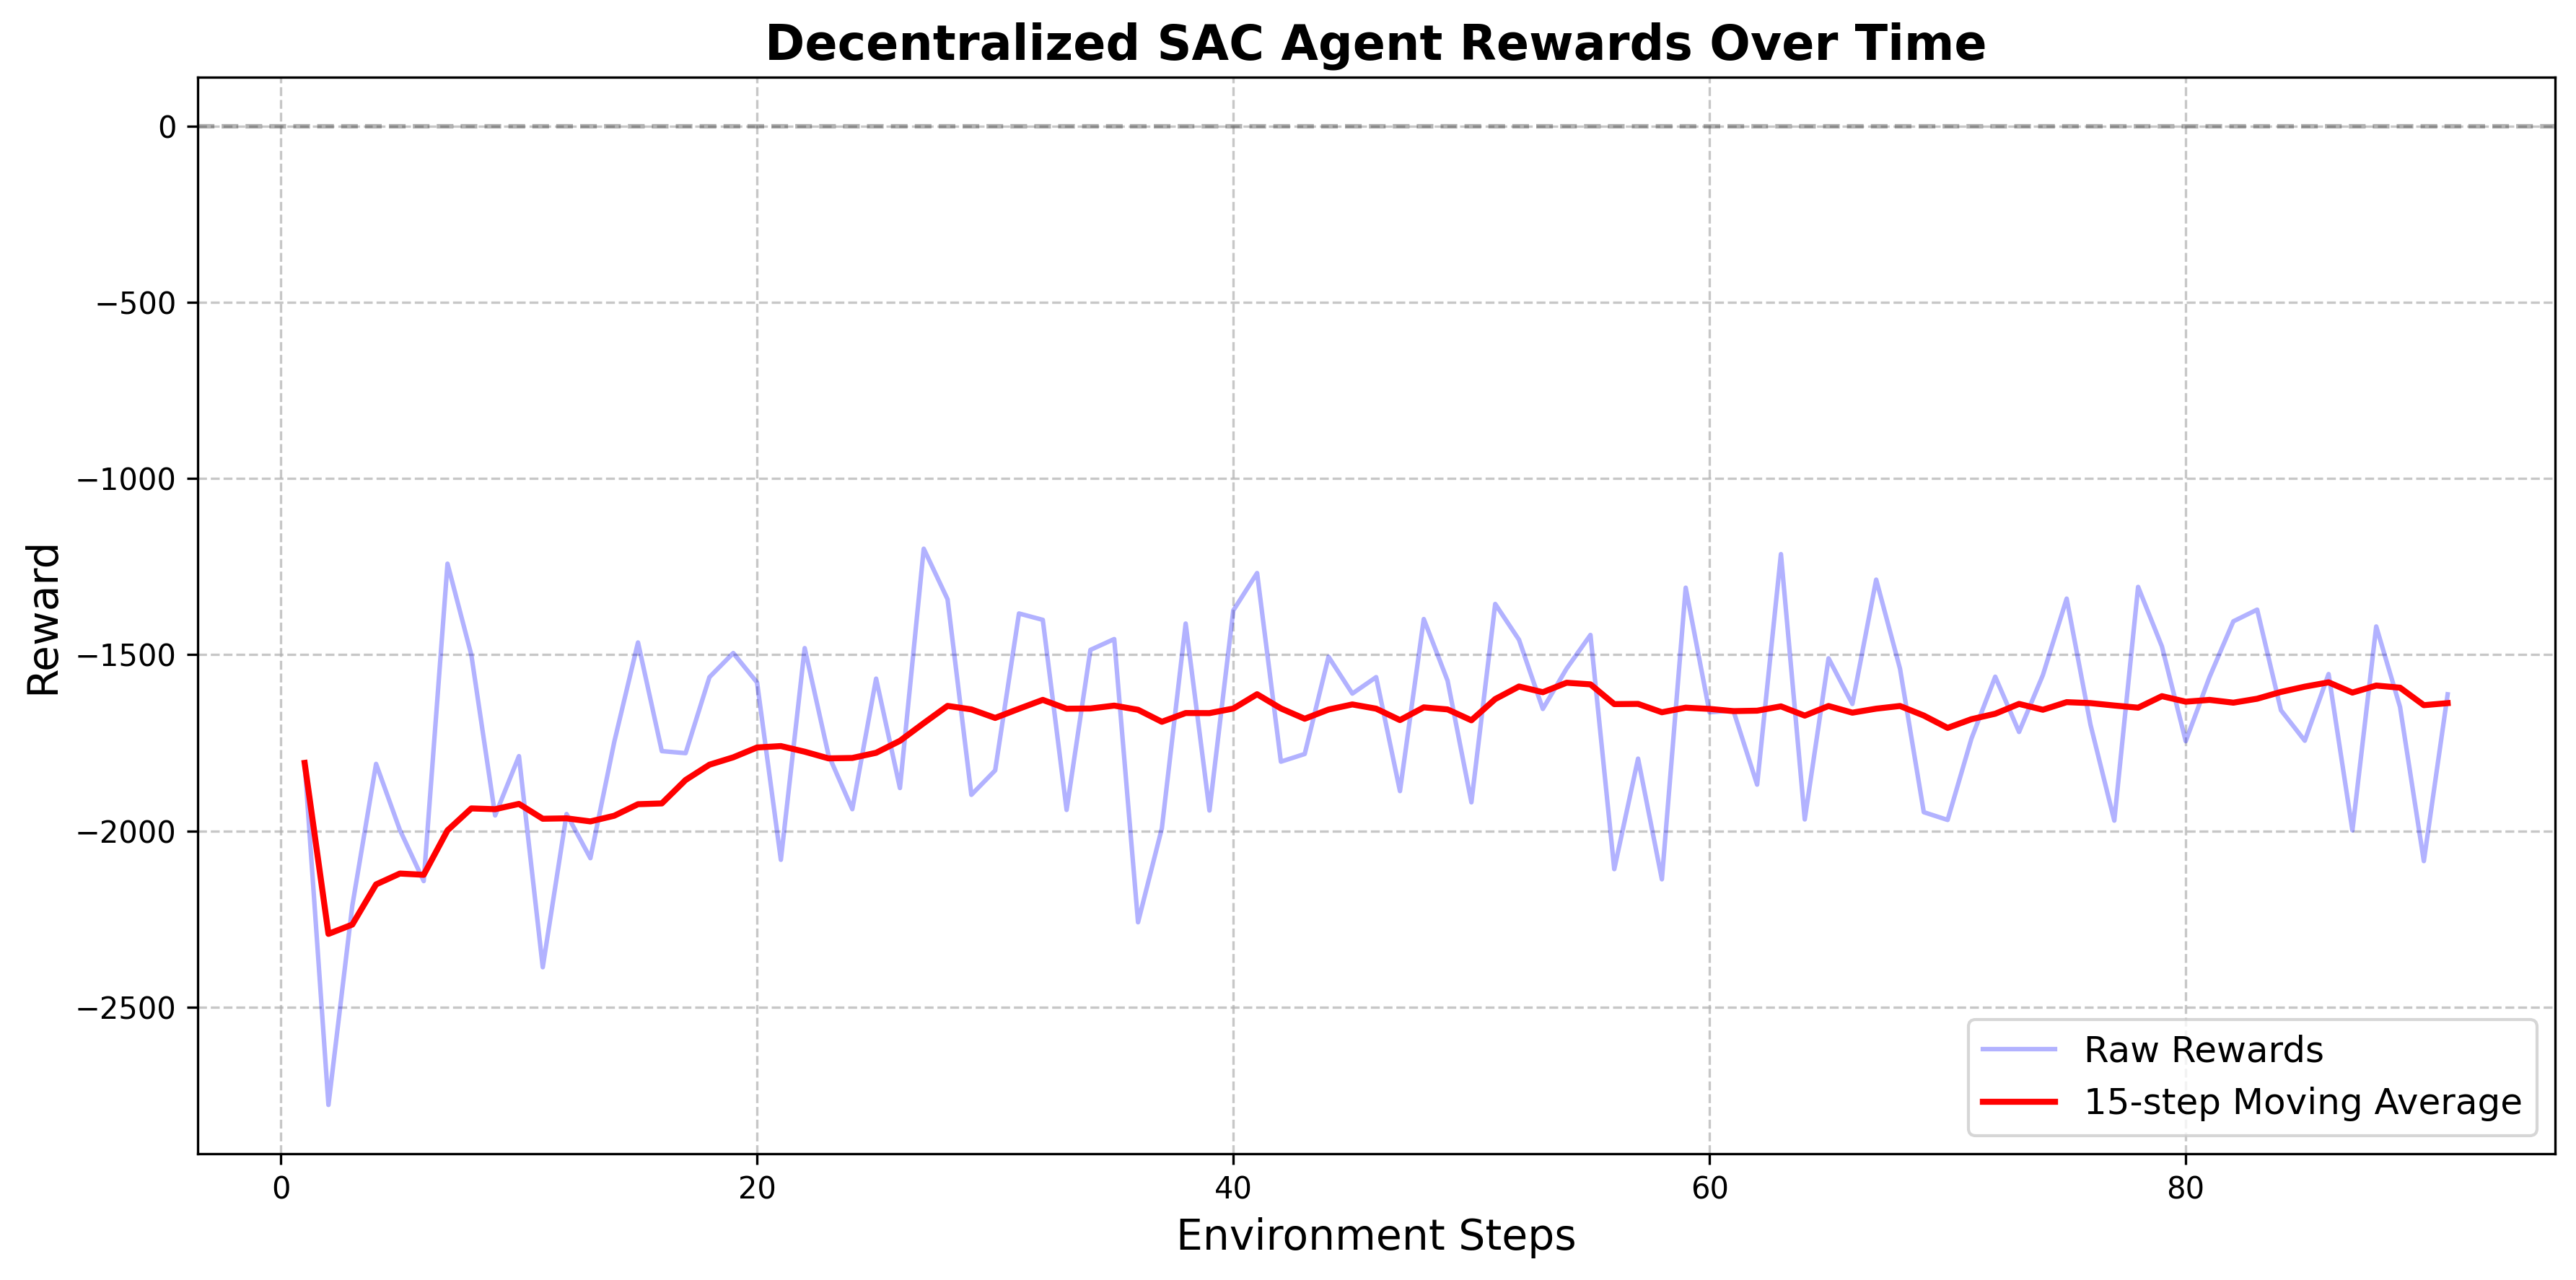 Decentralized SAC Agent Rewards Over Time
0
−500
−1000
−1500
−2000
−2500
Reward
Raw Rewards
15-step Moving Average
0 20 40 60 80
Environment Steps